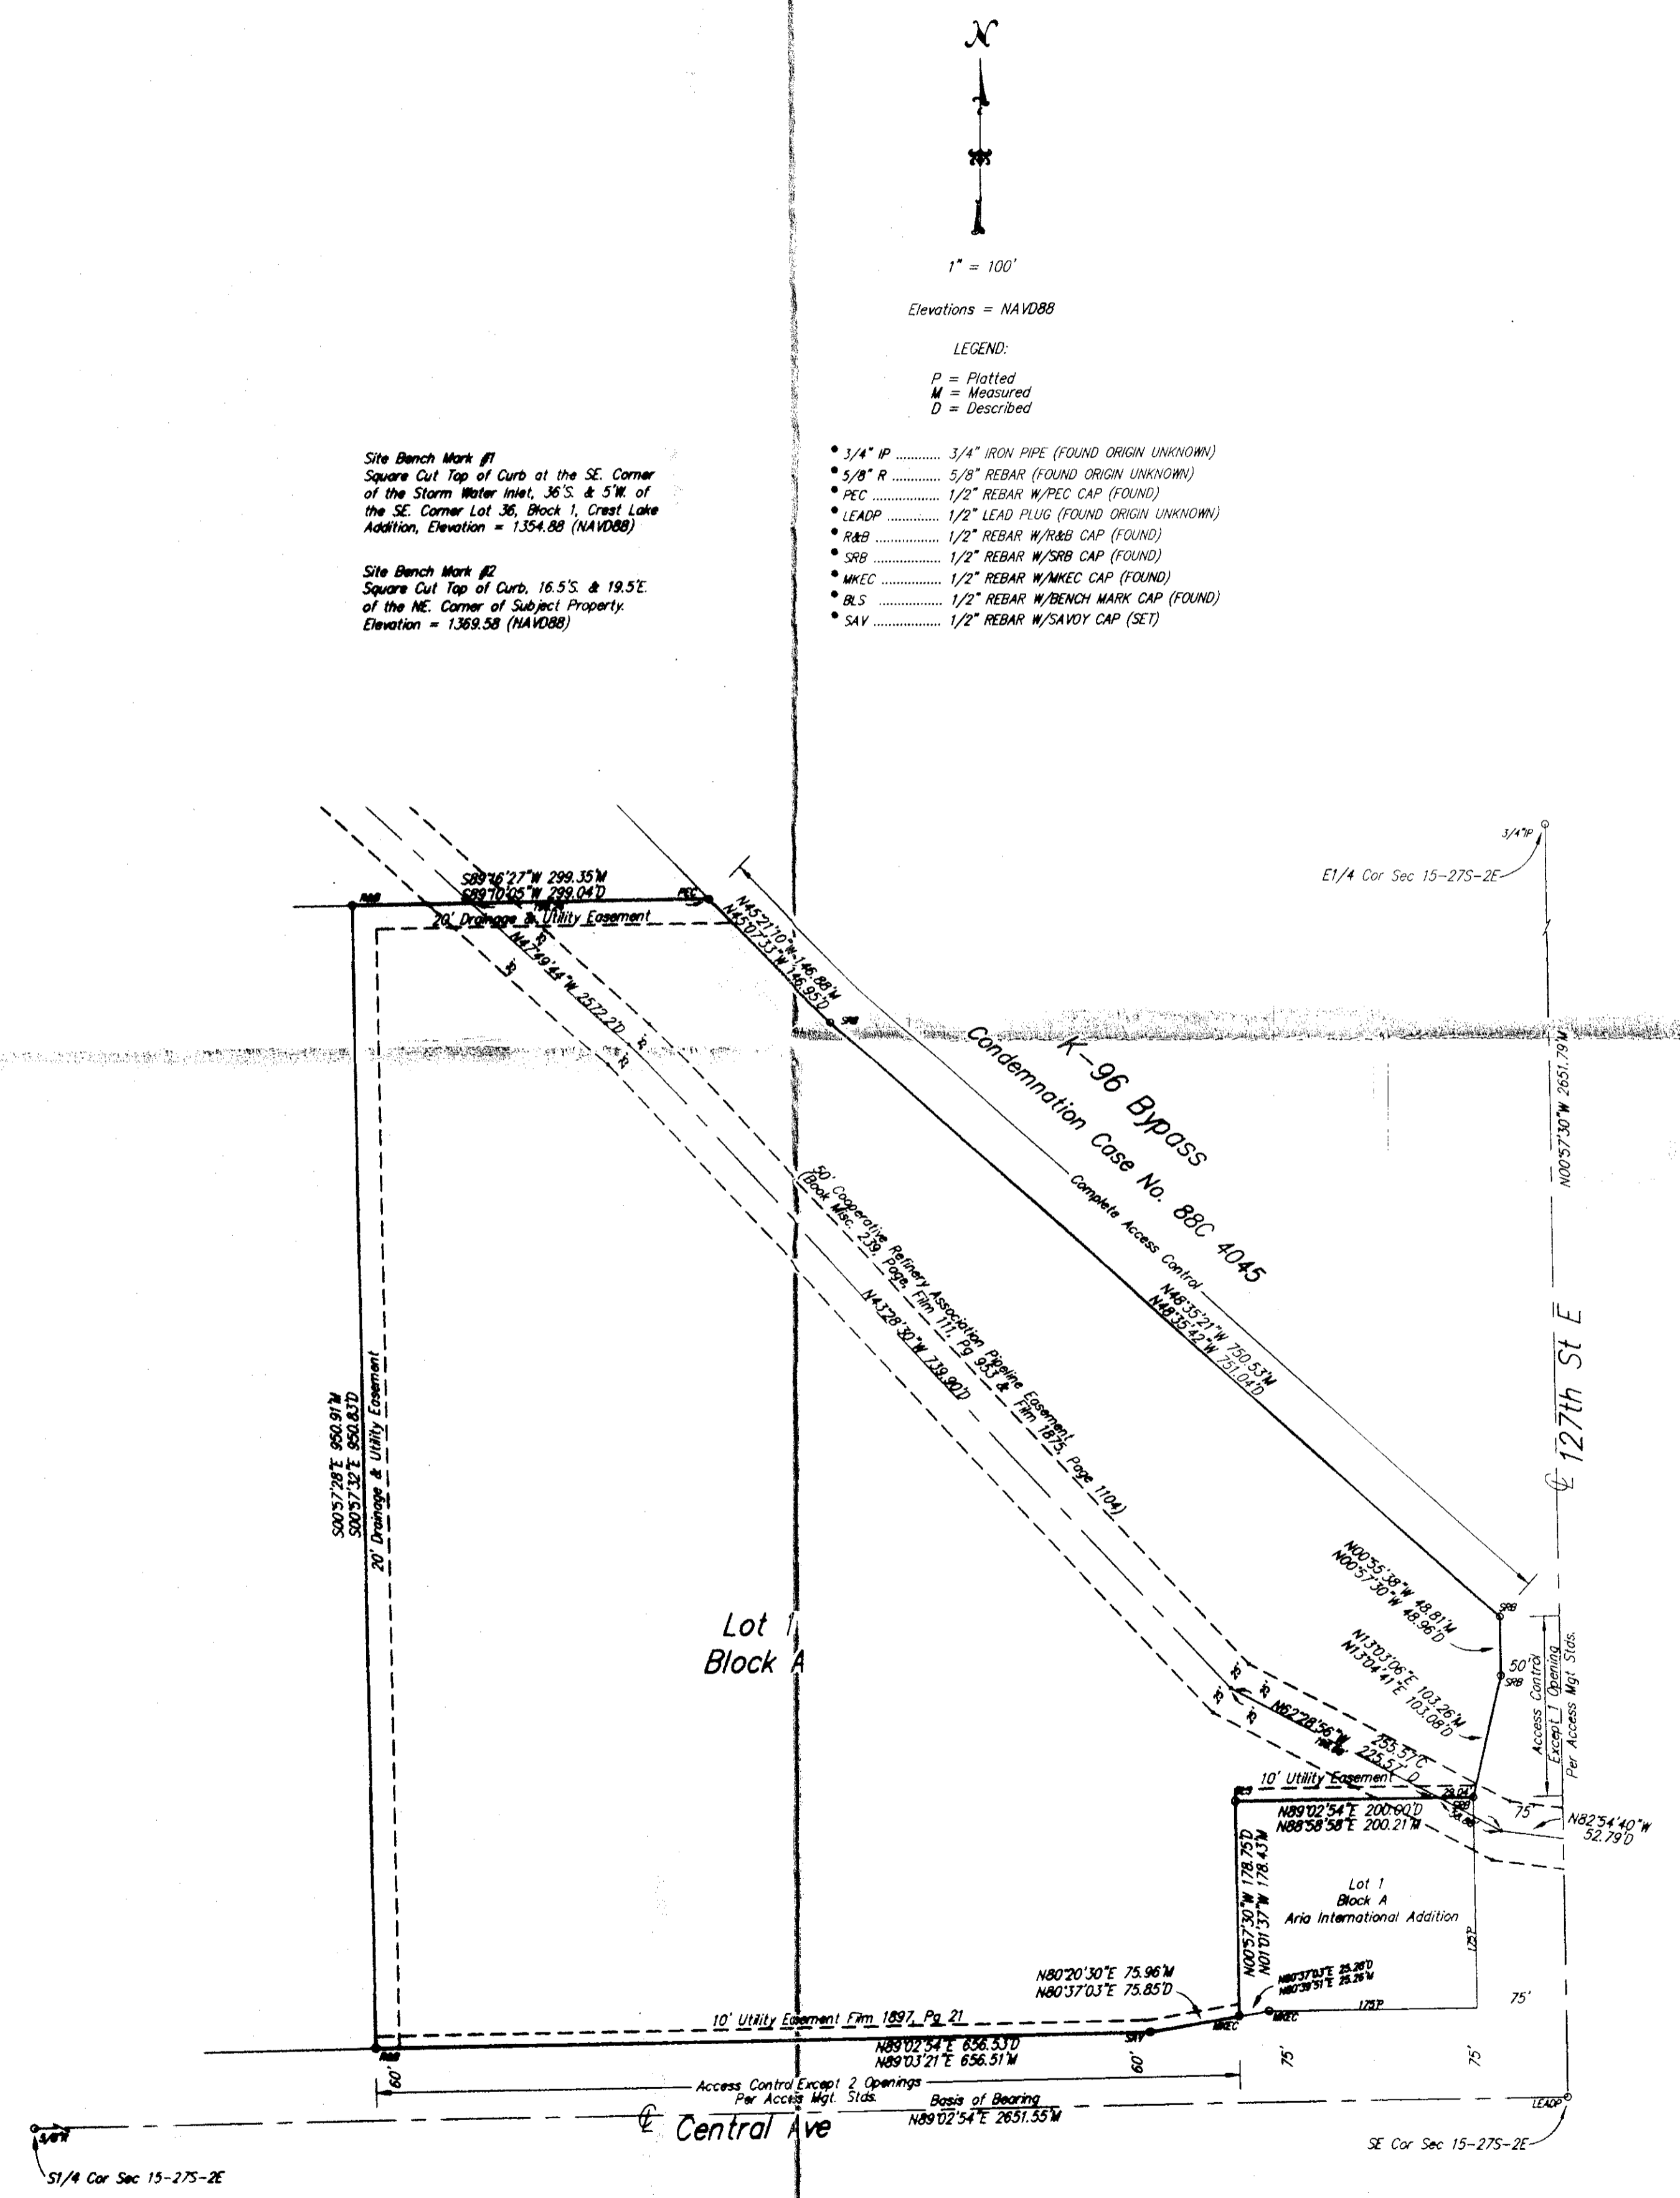 N
1" = 100'
Elevations = NAVD88
LEGEND:
P = Platted
M = Measured
D = Described
Site Bench Mark #1
Square Cut Top of Curb at the SE. Corner
of the Storm Water Inlet, 36'S. & 5'W. of
the SE. Corner Lot 36, Block 1, Crest Lake
Addition, Elevation = 1354.88 (NAVD88)
Site Bench Mark #2
Square Cut Top of Curb, 16.5'S. & 19.5'E.
of the NE. Corner of Subject Property.
Elevation = 1369.58 (NAVD88)
3/4" IP ........... 3/4" IRON PIPE (FOUND ORIGIN UNKNOWN)
5/8" R ............ 5/8" REBAR (FOUND ORIGIN UNKNOWN)
PEC ................ 1/2" REBAR W/PEC CAP (FOUND)
LEADP ............. 1/2" LEAD PLUG (FOUND ORIGIN UNKNOWN)
R&B ................ 1/2" REBAR W/R&B CAP (FOUND)
SRB ................ 1/2" REBAR W/SRB CAP (FOUND)
MKEC ............... 1/2" REBAR W/MKEC CAP (FOUND)
BLS ................ 1/2" REBAR W/BENCH MARK CAP (FOUND)
SAV ................. 1/2" REBAR W/SAVOY CAP (SET)
3/4"IP
E1/4 Cor Sec 15-27S-2E
S89°16'27"W 299.35'M
S89°10'05"W 299.04'D
R&B
PEC
20' Drainage & Utility Easement
N45°21'10"W 146.88'M
N45°07'33"W 146.95'D
SRB
N47°49'44"W 2572.2'D
K-96 Bypass
Condemnation Case No. 88C 4045
Complete Access Control
N00°57'30"W 2651.79'M
50' Cooperative Refinery Association Pipeline Easement
(Book Misc. 239, Page, Film 111, Pg 953 & Film 1875, Page 1104)
N43°28'30"W 739.90'D
N48°35'21"W 750.53'M
N48°35'42"W 751.04'D
127th St E
S00°57'28"E 950.91'M
S00°57'32"E 950.83'D
20' Drainage & Utility Easement
Lot 1
Block A
N00°55'38"W 48.81'M
N00°57'30"W 48.96'D
SRB
N13°03'06"E 103.26'M
N13°04'41"E 103.08'D
50'
SRB
Access Control
Except 1 Opening
Per Access Mgt Stds.
N62°28'56"W
255.57'C
225.57' D
10' Utility Easement
29.04'
SRB
BLS
N89°02'54"E 200.00'D
N88°58'58"E 200.21'M
75'
N82°54'40"W
52.79'D
N00°57'30"W 178.75'D
N01°01'37"W 178.43'M
Lot 1
Block A
Aria International Addition
175'P
N80°20'30"E 75.96'M
N80°37'03"E 75.85'D
N80°37'03"E 25.26'D
N80°39'51"E 25.26'M
175'P
75'
10' Utility Easement Film 1897, Pg 21
MKEC
MKEC
SAV
R&B
N89°02'54"E 656.53'D
N89°03'21"E 656.51'M
60'
60'
75'
75'
Access Control Except 2 Openings
Per Access Mgt. Stds.
Basis of Bearing
N89°02'54"E 2651.55'M
Central Ave
LEADP
5/8"R
SE Cor Sec 15-27S-2E
S1/4 Cor Sec 15-27S-2E